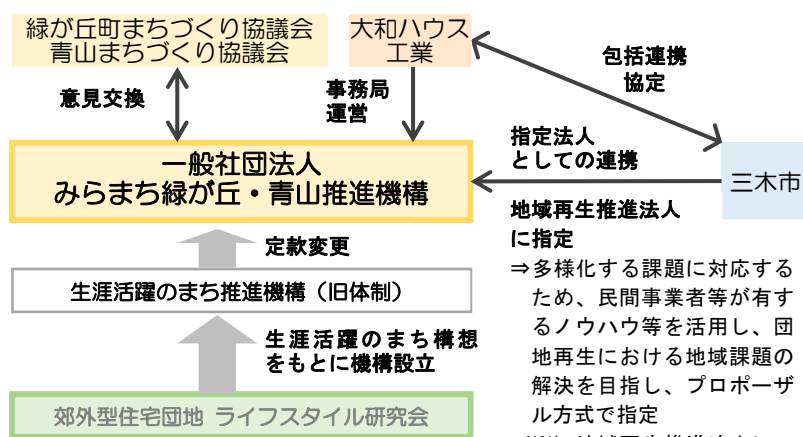 緑が丘町まちづくり協議会
青山まちづくり協議会
大和ハウス
工業
包括連携
協定
意見交換
事務局
運営
指定法人
としての連携
一般社団法人
みらまち緑が丘・青山推進機構
三木市
地域再生推進法人
に指定
定款変更
⇒多様化する課題に対応する
ため、民間事業者等が有す
るノウハウ等を活用し、団
地再生における地域課題の
解決を目指し、プロポーザ
ル方式で指定
生涯活躍のまち推進機構（旧体制）
生涯活躍のまち構想
をもとに機構設立
郊外型住宅団地 ライフスタイル研究会